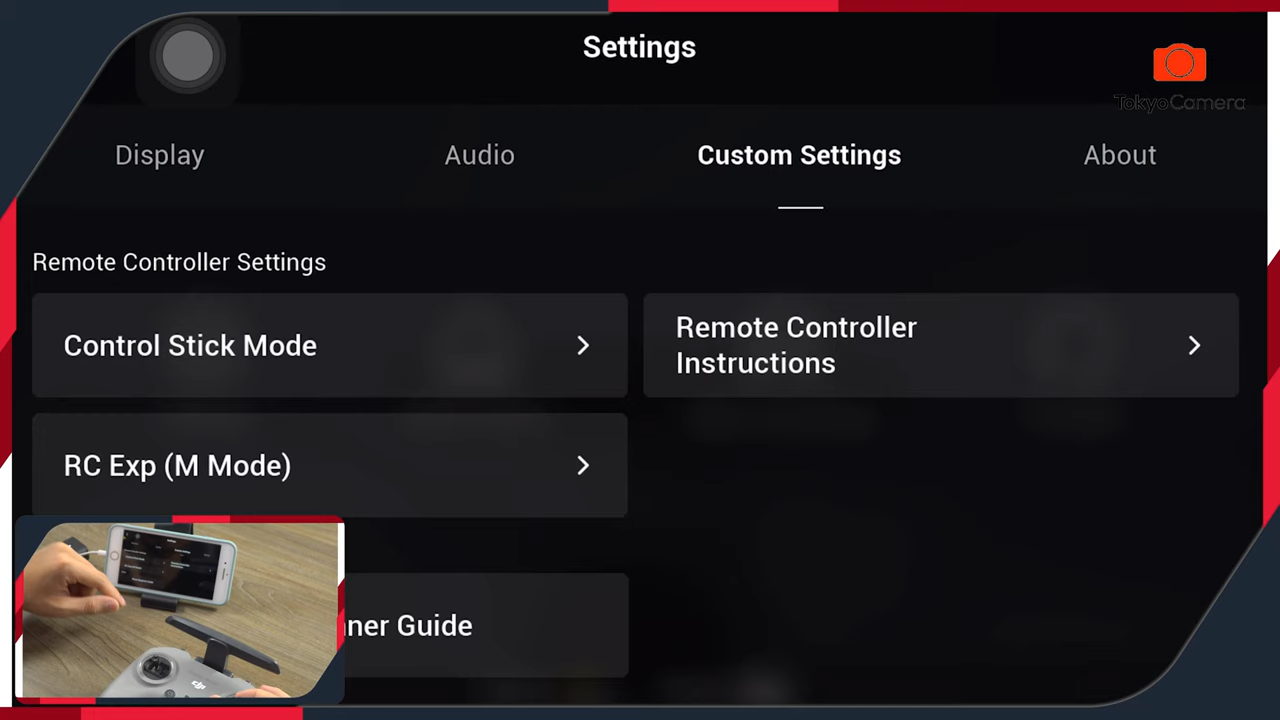 Settings
TokyoCamera
Display
Audio
Custom Settings
About
Remote Controller Settings
Control Stick Mode
Remote Controller
Instructions
RC Exp (M Mode)
ner Guide
dji